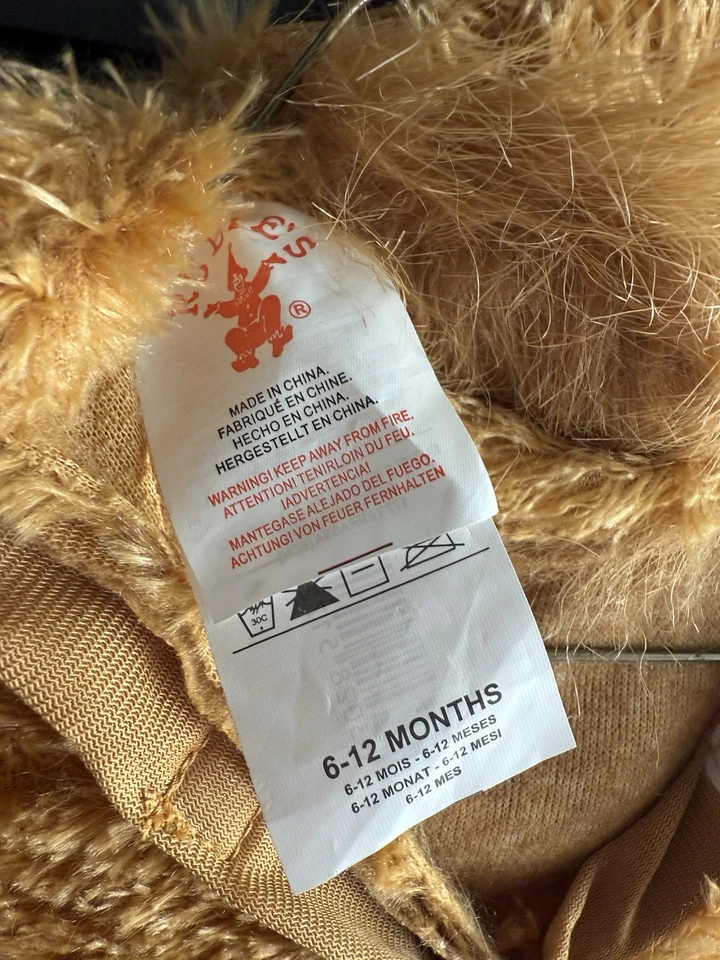 ®
MADE IN CHINA.
FABRIQUÉ EN CHINE.
HECHO EN CHINA.
HERGESTELLT EN CHINA.
WARNING! KEEP AWAY FROM FIRE.
ATTENTION! TENIRLOIN DU FEU.
¡ADVERTENCIA!
MANTEGASE ALEJADO DEL FUEGO.
ACHTUNG! VON FEUER FERNHALTEN
30C
6-12 MONTHS
6-12 MOIS - 6-12 MESES
6-12 MONAT - 6-12 MESI
6-12 MES